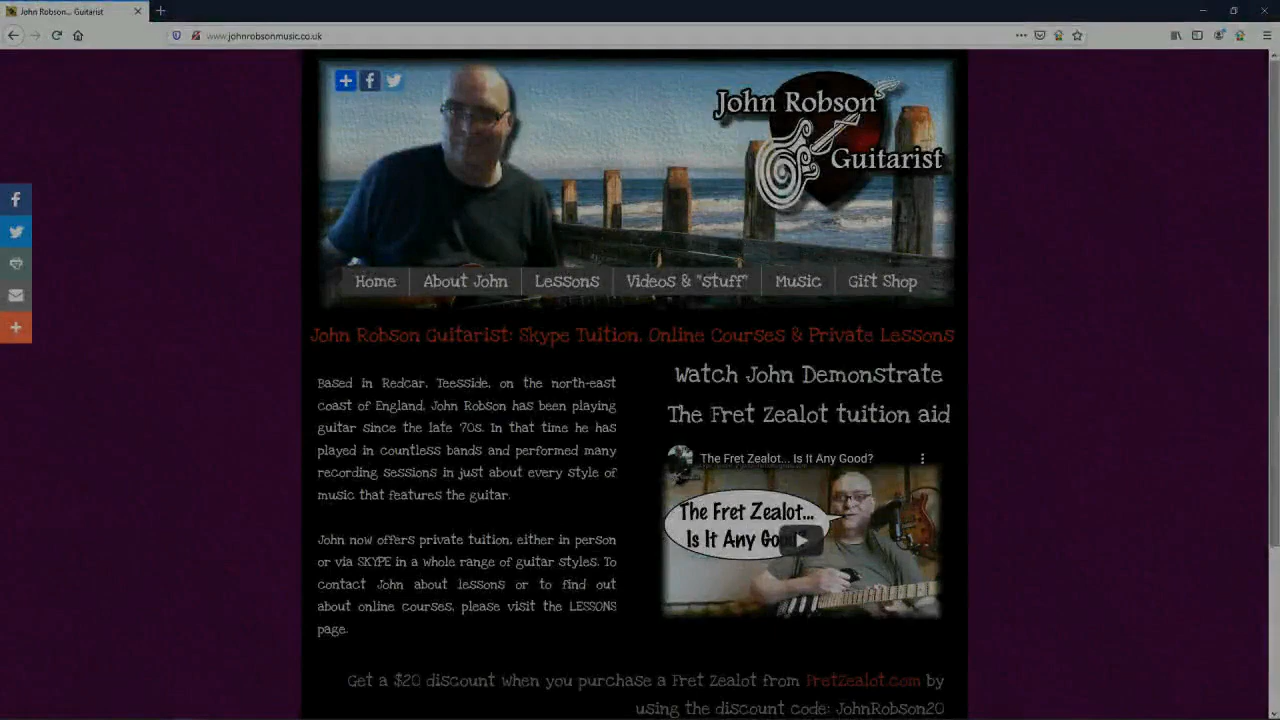 John Robson... Guitarist
www.johnrobsonmusic.co.uk
John Robson
Guitarist
Home
About John
Lessons
Videos & "stuff"
Music
Gift Shop
John Robson Guitarist: Skype Tuition, Online Courses & Private Lessons
Based in Redcar, Teesside, on the north-east
coast of England, John Robson has been playing
guitar since the late 70s. In that time he has
played in countless bands and performed many
recording sessions in just about every style of
music that features the guitar.
John now offers private tuition, either in person
or via SKYPE in a whole range of guitar styles. To
contact John about lessons or to find out
about online courses, please visit the LESSONS
page.
Watch John Demonstrate
The Fret Zealot tuition aid
The Fret Zealot... Is It Any Good?
The Fret Zealot...
Is It Any Good?
Get a $20 discount when you purchase a Fret Zealot from FretZealot.com by
using the discount code: JohnRobson20